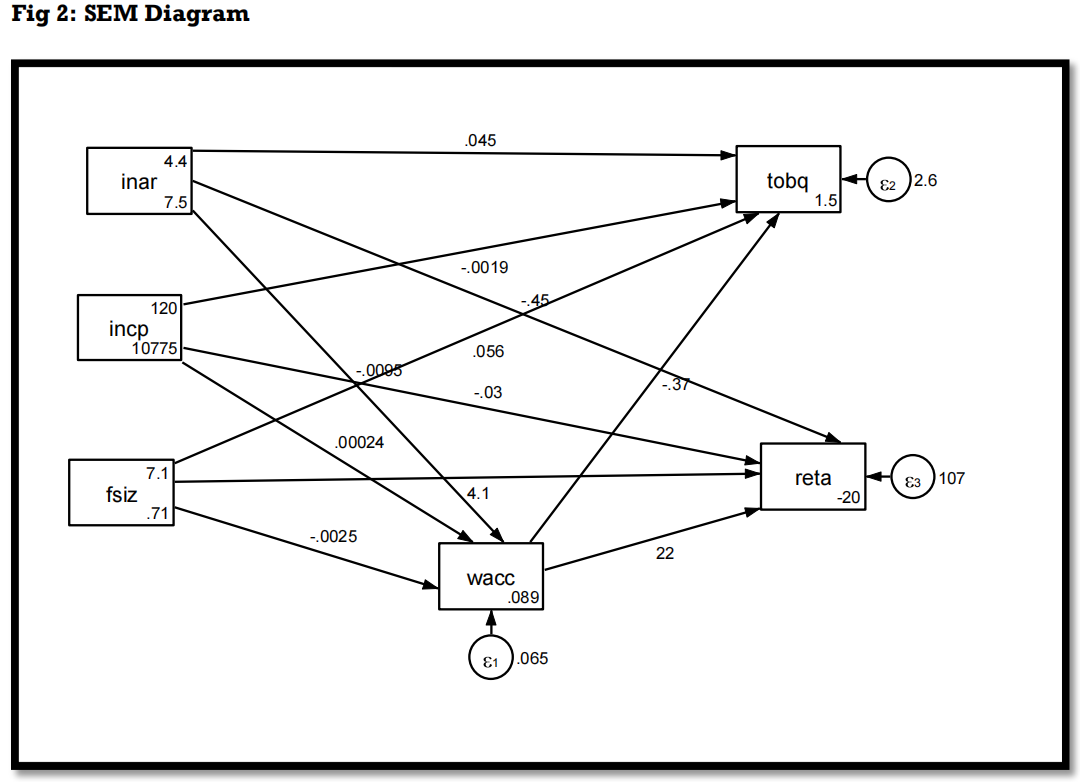 Fig 2: SEM Diagram
.045
4.4
inar
7.5
tobq
1.5
ε2
2.6
-.0019
120
incp
10775
-.45
.056
-.0095
-.03
-.37
.00024
7.1
fsiz
.71
4.1
reta
-20
ε3
107
-.0025
22
wacc
.089
ε1
.065